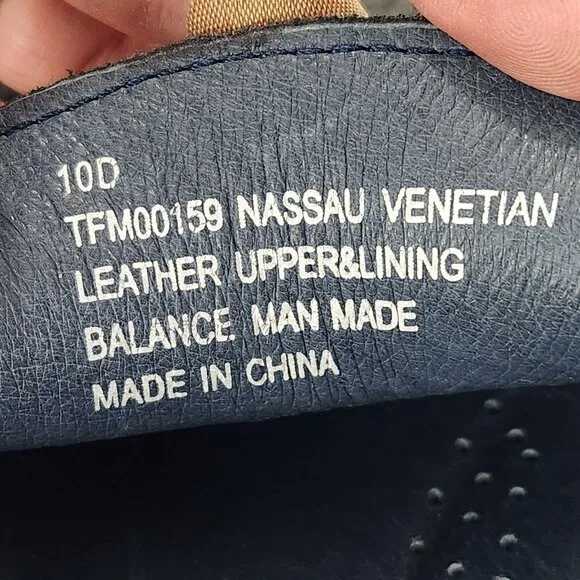 10D
TFM00159 NASSAU VENETIAN
LEATHER UPPER&LINING
BALANCE MAN MADE
MADE IN CHINA